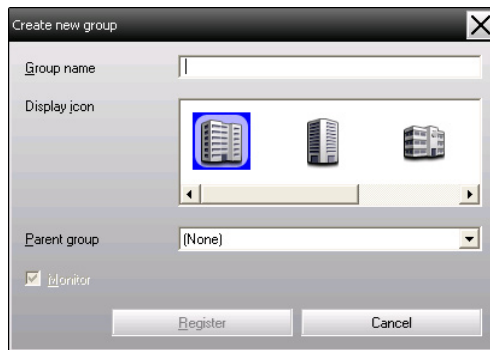 Create new group
Group name
Display icon
Parent group
(None)
Monitor
Register
Cancel